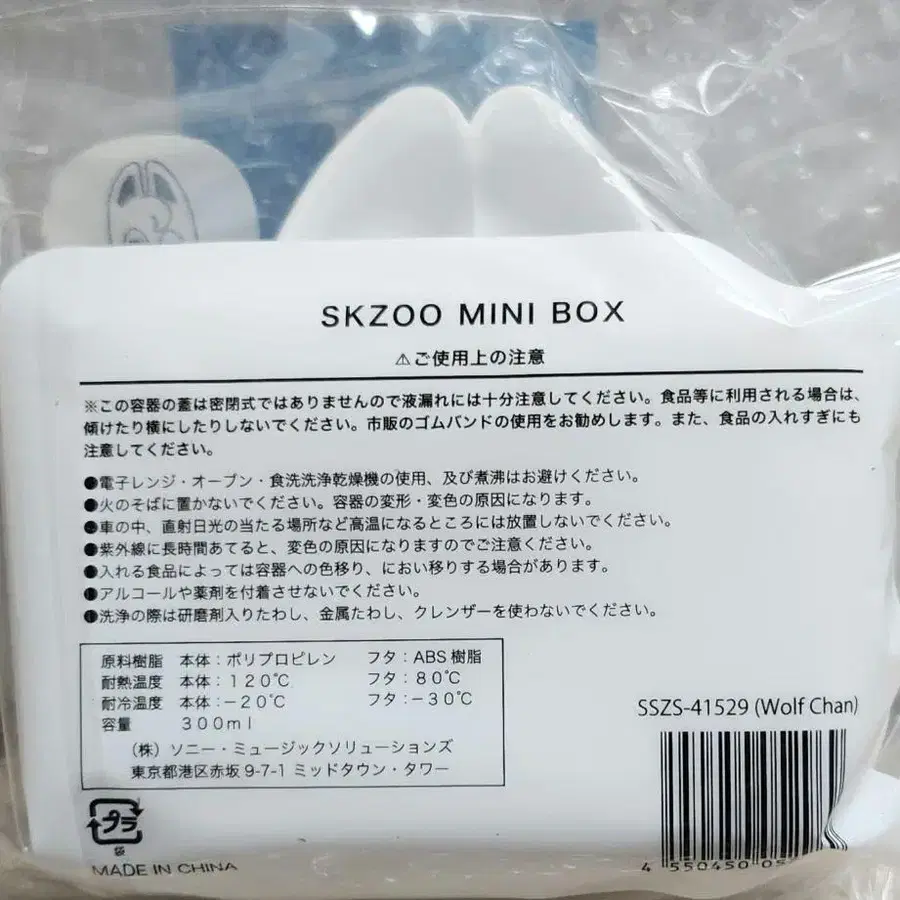 SKZOO MINI BOX
⚠ご使用上の注意
※この容器の蓋は密閉式ではありませんので液漏れには十分注意してください。食品等に利用される場合は、
傾けたり横にしたりしないでください。市販のゴムバンドの使用をお勧めします。また、食品の入れすぎにも
注意してください。
●電子レンジ・オーブン・食洗洗浄乾燥機の使用、及び煮沸はお避けください。
●火のそばに置かないでください。容器の変形・変色の原因になります。
●車の中、直射日光の当たる場所など高温になるところには放置しないでください。
●紫外線に長時間あてると、変色の原因になりますのでご注意ください。
●入れる食品によっては容器への色移り、におい移りする場合があります。
●アルコールや薬剤を付着させないでください。
●洗浄の際は研磨剤入りたわし、金属たわし、クレンザーを使わないでください。
原料樹脂 本体：ポリプロピレン フタ：ABS樹脂
耐熱温度 本体：120℃ フタ：80℃
耐冷温度 本体：－20℃ フタ：－30℃
容量 300ml
（株）ソニー・ミュージックソリューションズ
東京都港区赤坂9-7-1 ミッドタウン・タワー
SSZS-41529 (Wolf Chan)
プラ
袋
4 550450 05
MADE IN CHINA